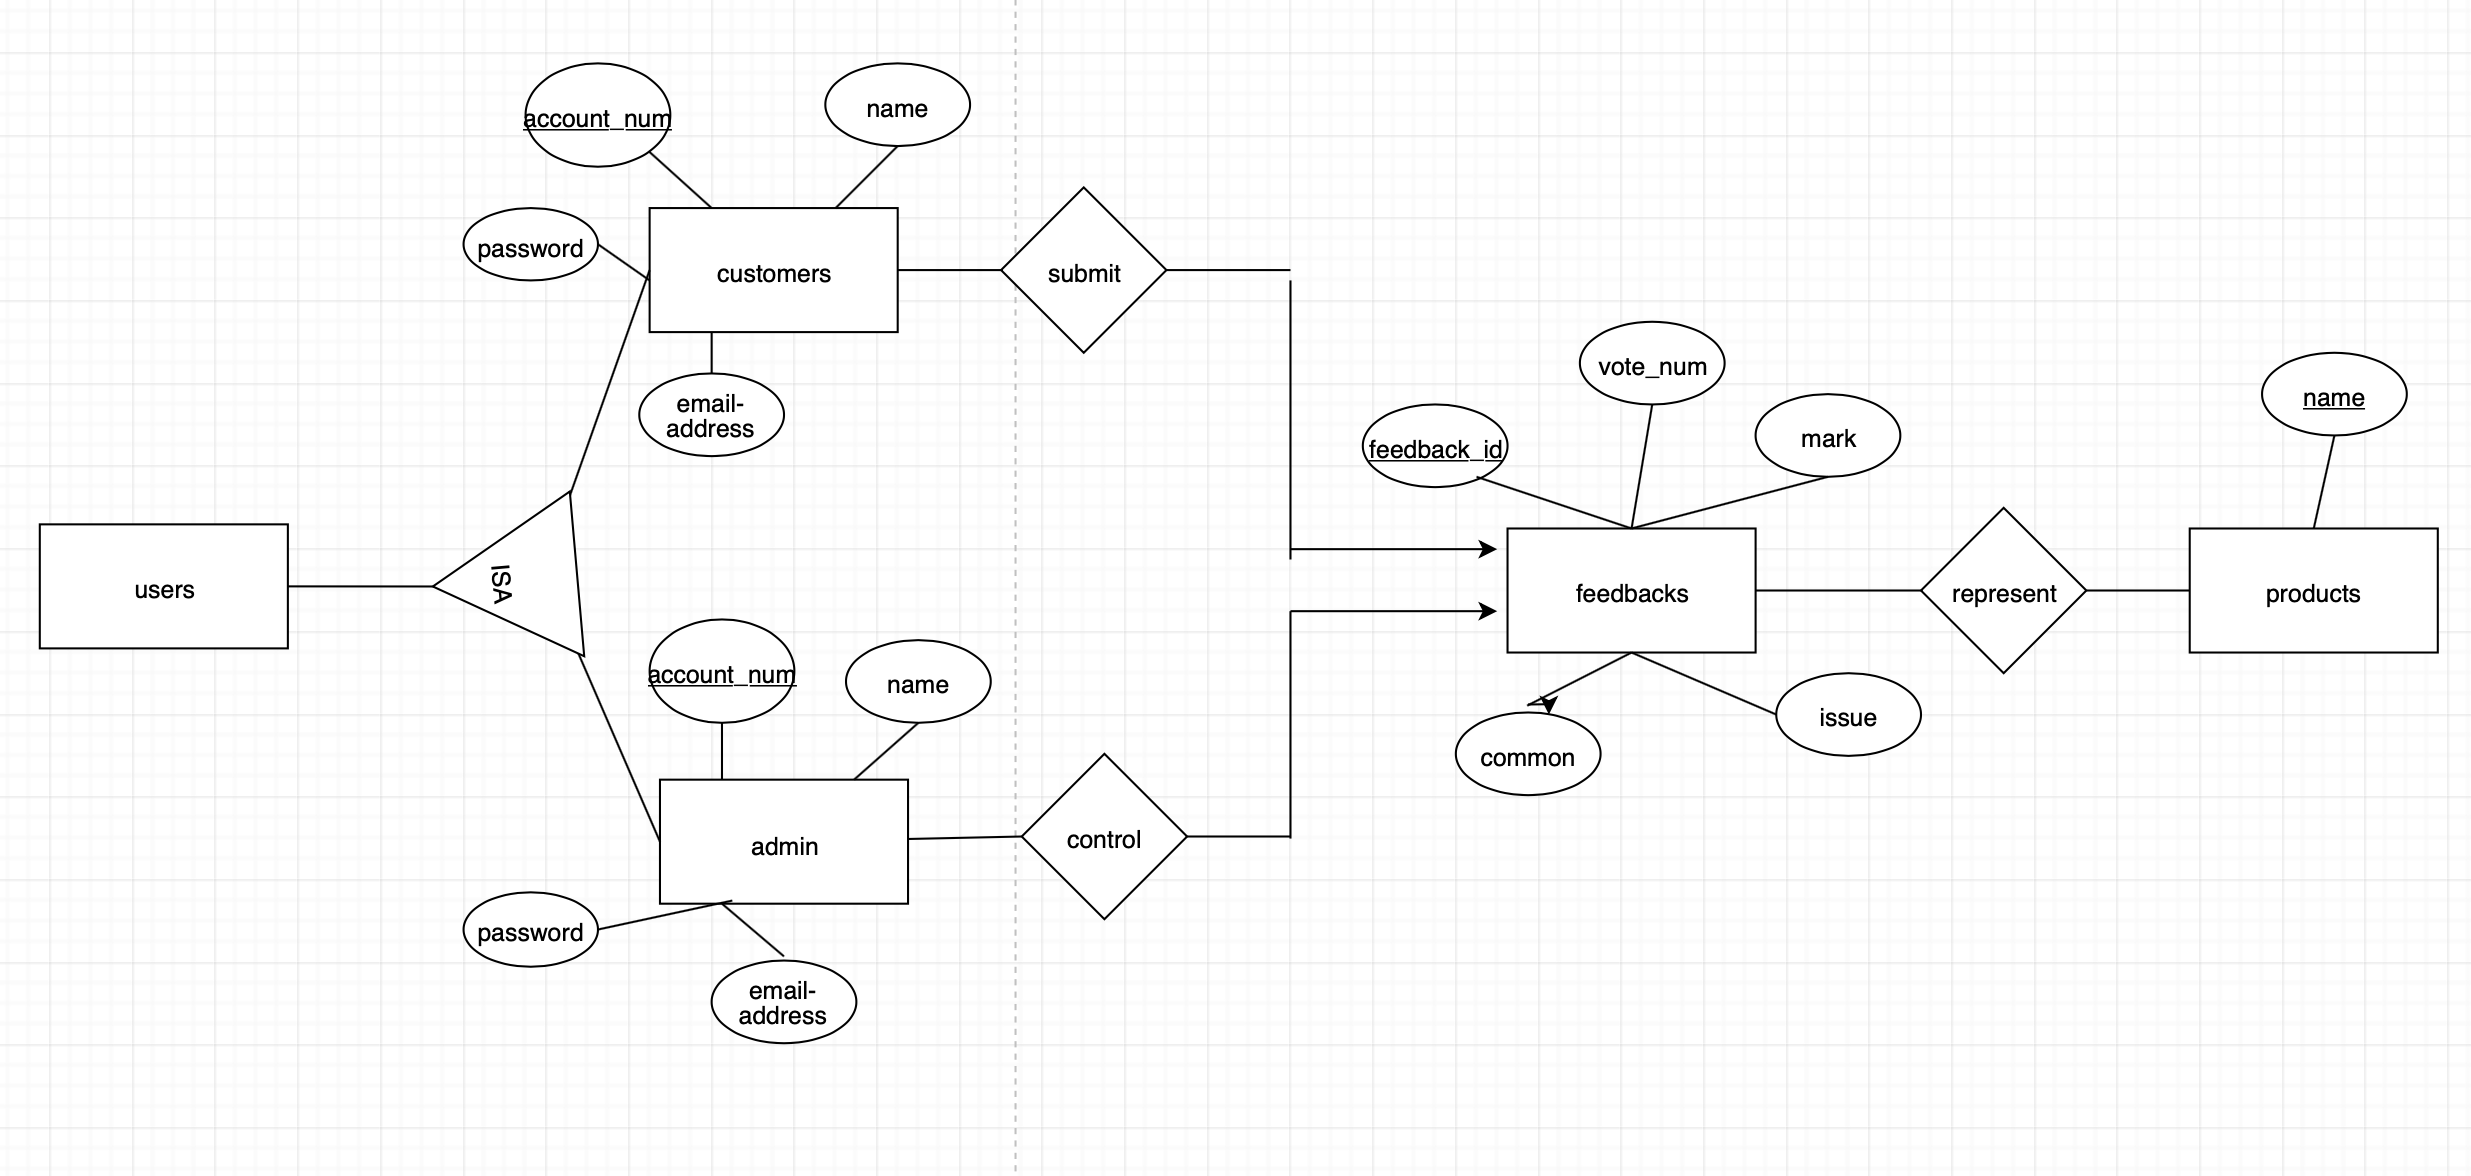 account_num
name
password
customers
submit
email-
address
vote_num
feedback_id
mark
name
users
ISA
feedbacks
represent
products
account_num
name
common
issue
admin
control
password
email-
address